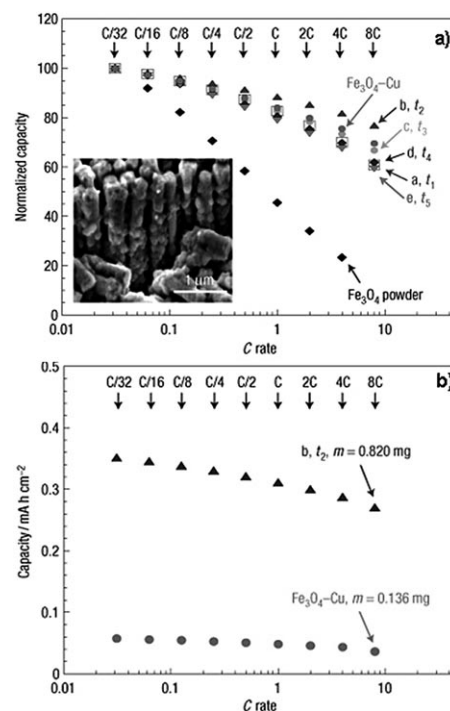 C/32 C/16 C/8 C/4 C/2 C 2C 4C 8C
a)
120
100
80
60
40
20
0
Normalized capacity
Fe₃O₄–Cu
b, t₂
c, t₃
d, t₄
a, t₁
e, t₅
Fe₃O₄ powder
1 μm
0.01 0.1 1 10 100
C rate
C/32 C/16 C/8 C/4 C/2 C 2C 4C 8C
b)
0.5
0.4
0.3
0.2
0.1
0
Capacity / mA h cm⁻²
b, t₂, m = 0.820 mg
Fe₃O₄–Cu, m = 0.136 mg
0.01 0.1 1 10 100
C rate